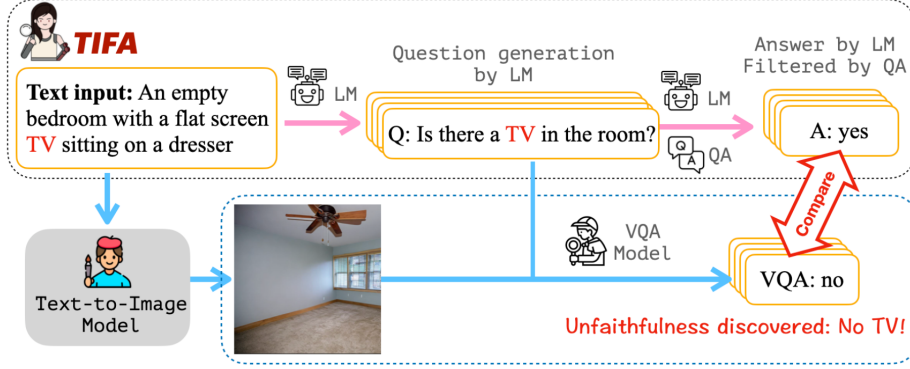 TIFA
Text input: An empty
bedroom with a flat screen
TV sitting on a dresser
LM
Question generation
by LM
Q: Is there a TV in the room?
LM
Q
A
QA
Answer by LM
Filtered by QA
A: yes
Compare
Text-to-Image
Model
VQA
Model
VQA: no
Unfaithfulness discovered: No TV!